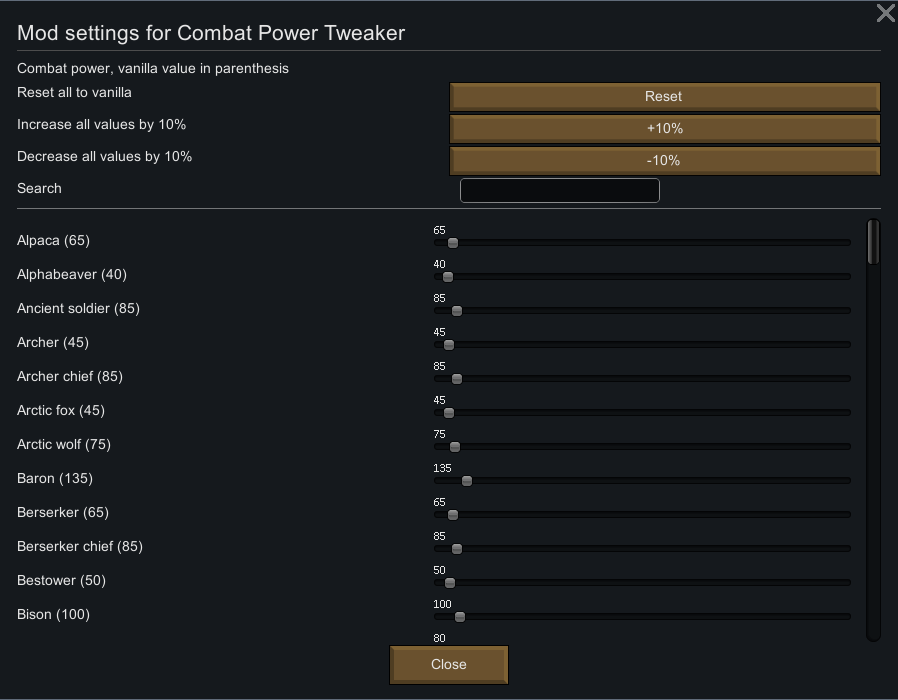 Mod settings for Combat Power Tweaker
Combat power, vanilla value in parenthesis
Reset all to vanilla
Reset
Increase all values by 10%
+10%
Decrease all values by 10%
-10%
Search
Alpaca (65)
65
Alphabeaver (40)
40
Ancient soldier (85)
85
Archer (45)
45
Archer chief (85)
85
Arctic fox (45)
45
Arctic wolf (75)
75
Baron (135)
135
Berserker (65)
65
Berserker chief (85)
85
Bestower (50)
50
Bison (100)
100
80
Close